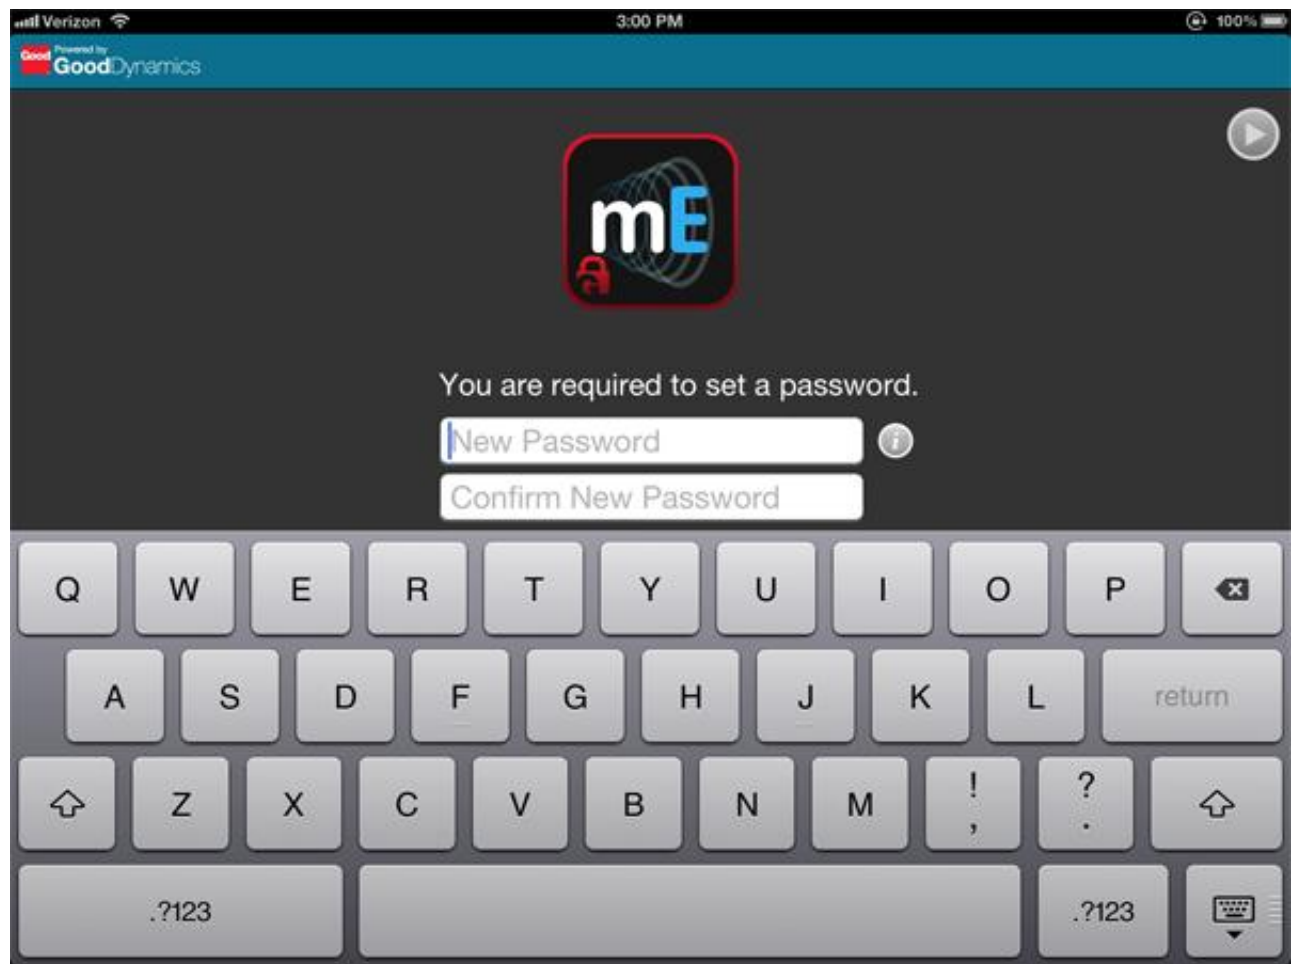 Verizon 3:00 PM 100%
Good Powered by
GoodDynamics
mE
You are required to set a password.
New Password
Confirm New Password
Q W E R T Y U I O P
A S D F G H J K L return
Z X C V B N M ! , ? .
.?123 .?123